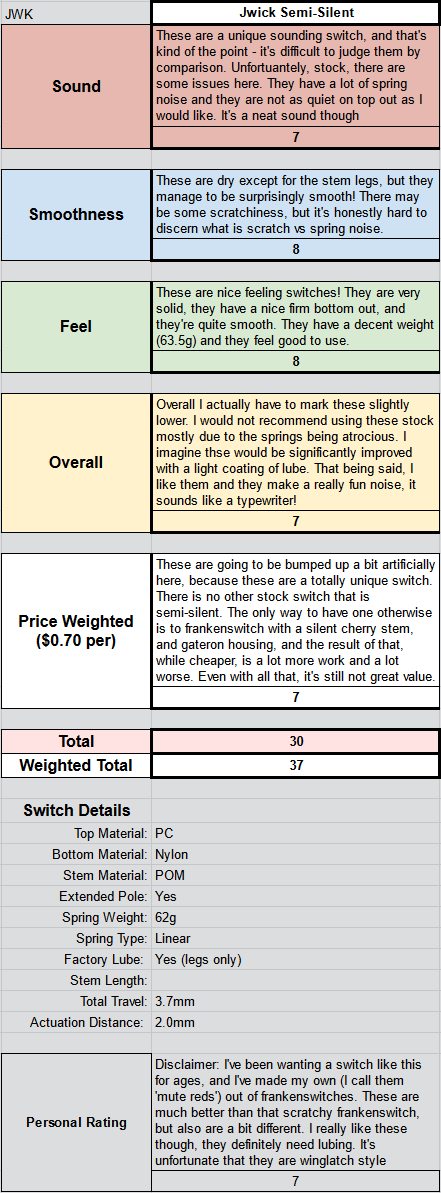 JWK
Jwick Semi-Silent
Sound
These are a unique sounding switch, and that's
kind of the point - it's difficult to judge them by
comparison. Unfortuantely, stock, there are
some issues here. They have a lot of spring
noise and they are not as quiet on top out as I
would like. It's a neat sound though
7
Smoothness
These are dry except for the stem legs, but they
manage to be surprisingly smooth! There may
be some scratchiness, but it's honestly hard to
discern what is scratch vs spring noise.
8
Feel
These are nice feeling switches! They are very
solid, they have a nice firm bottom out, and
they're quite smooth. They have a decent weight
(63.5g) and they feel good to use.
8
Overall
Overall I actually have to mark these slightly
lower. I would not recommend using these stock
mostly due to the springs being atrocious. I
imagine thse would be significantly improved
with a light coating of lube. That being said, I
like them and they make a really fun noise, it
sounds like a typewriter!
7
Price Weighted
($0.70 per)
These are going to be bumped up a bit artificially
here, because these are a totally unique switch.
There is no other stock switch that is
semi-silent. The only way to have one otherwise
is to frankenswitch with a silent cherry stem,
and gateron housing, and the result of that,
while cheaper, is a lot more work and a lot
worse. Even with all that, it's still not great value.
7
Total
30
Weighted Total
37
Switch Details
Top Material: PC
Bottom Material: Nylon
Stem Material: POM
Extended Pole: Yes
Spring Weight: 62g
Spring Type: Linear
Factory Lube: Yes (legs only)
Stem Length:
Total Travel: 3.7mm
Actuation Distance: 2.0mm
Personal Rating
Disclaimer: I've been wanting a switch like this
for ages, and I've made my own (I call them
'mute reds') out of frankenswitches. These are
much better than that scratchy frankenswitch,
but also are a bit different. I really like these
though, they definitely need lubing. It's
unfortunate that they are winglatch style
7